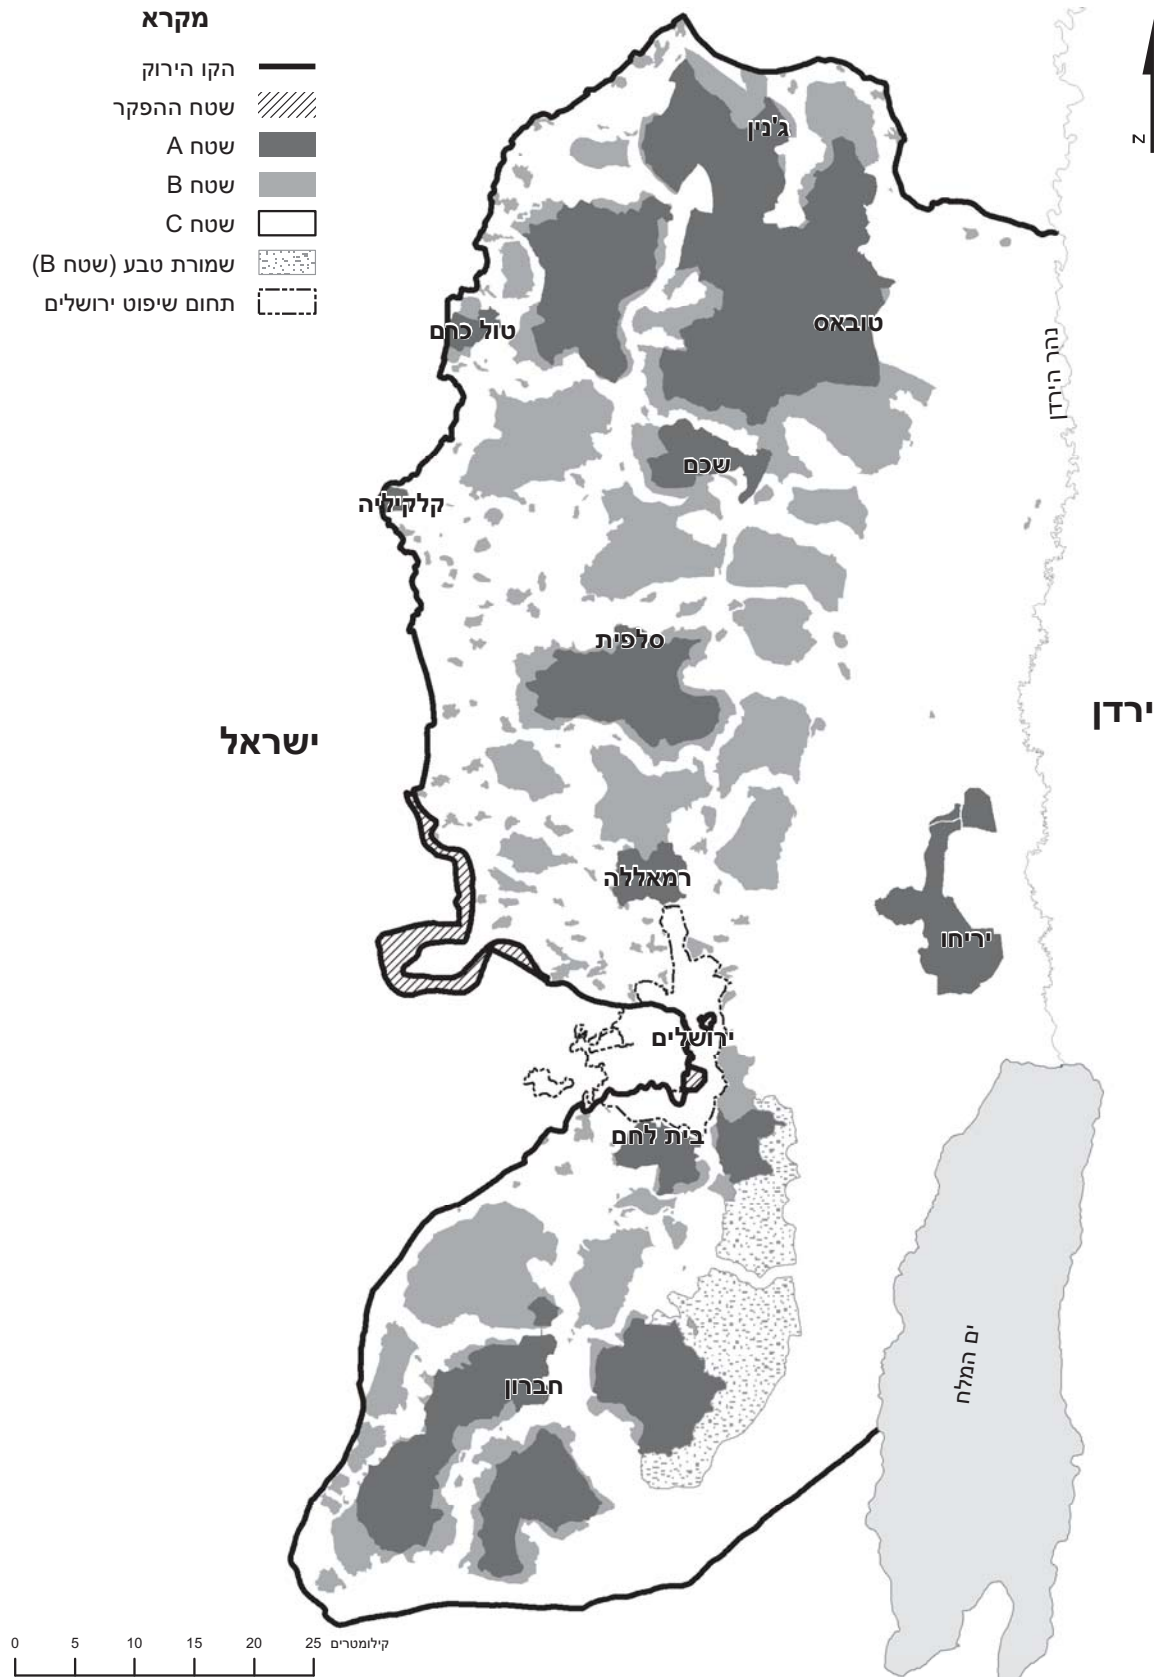 מקרא
הקו הירוק
שטח ההפקר
שטח A
שטח B
שטח C
שמורת טבע (שטח B)
תחום שיפוט ירושלים
N
ג'נין
טובאס
טול כרם
נהר הירדן
שכם
קלקיליה
סלפית
ירדן
ישראל
רמאללה
יריחו
ירושלים
בית לחם
ים המלח
חברון
0 5 10 15 20 25 קילומטרים